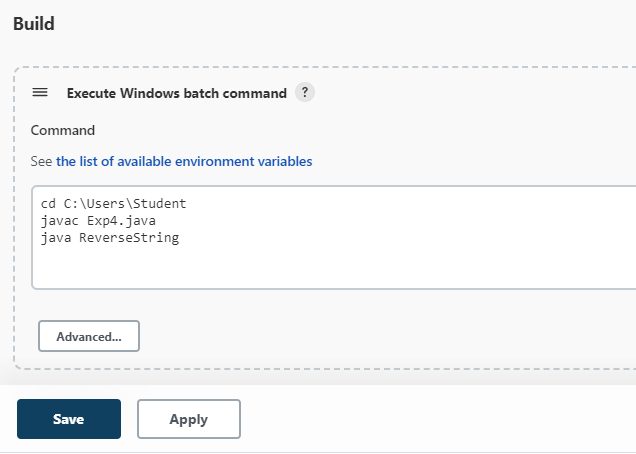 Build
Execute Windows batch command ?
Command
See the list of available environment variables
cd C:\Users\Student
javac Exp4.java
java ReverseString
Advanced...
Save Apply